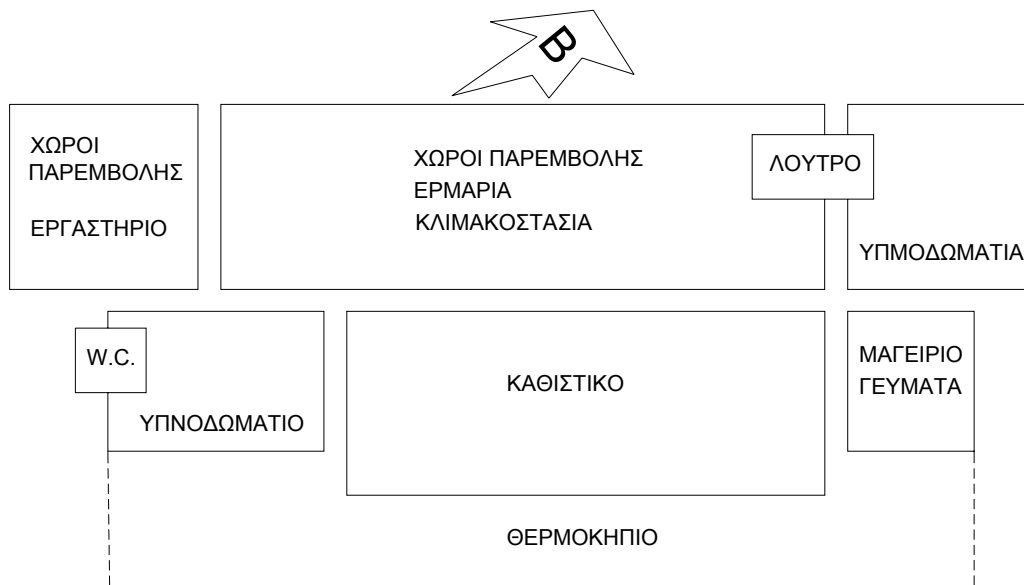 Β
ΧΩΡΟΙ
ΠΑΡΕΜΒΟΛΗΣ
ΕΡΓΑΣΤΗΡΙΟ
ΧΩΡΟΙ ΠΑΡΕΜΒΟΛΗΣ
ΕΡΜΑΡΙΑ
ΚΛΙΜΑΚΟΣΤΑΣΙΑ
ΛΟΥΤΡΟ
ΥΠΜΟΔΩΜΑΤΙΑ
W.C.
ΥΠΝΟΔΩΜΑΤΙΟ
ΚΑΘΙΣΤΙΚΟ
ΜΑΓΕΙΡΙΟ
ΓΕΥΜΑΤΑ
ΘΕΡΜΟΚΗΠΙΟ